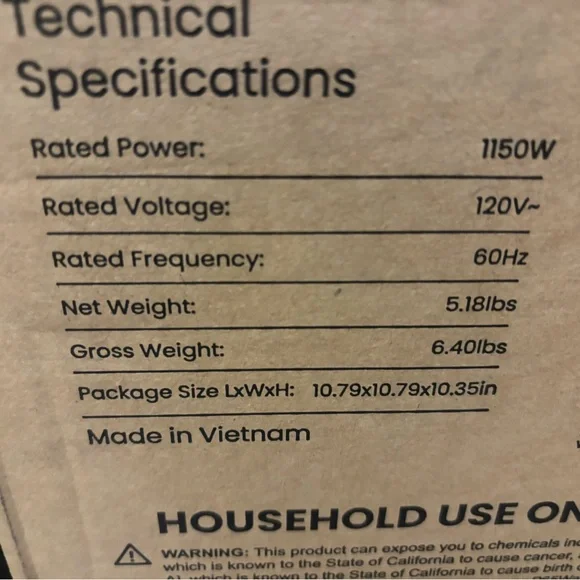 Technical
Specifications
Rated Power: 1150W
Rated Voltage: 120V~
Rated Frequency: 60Hz
Net Weight: 5.18lbs
Gross Weight: 6.40lbs
Package Size LxWxH: 10.79x10.79x10.35in
Made in Vietnam
HOUSEHOLD USE ON
WARNING: This product can expose you to chemicals inc
which is known to the State of California to cause cancer,
which is known to the State of California to cause birth